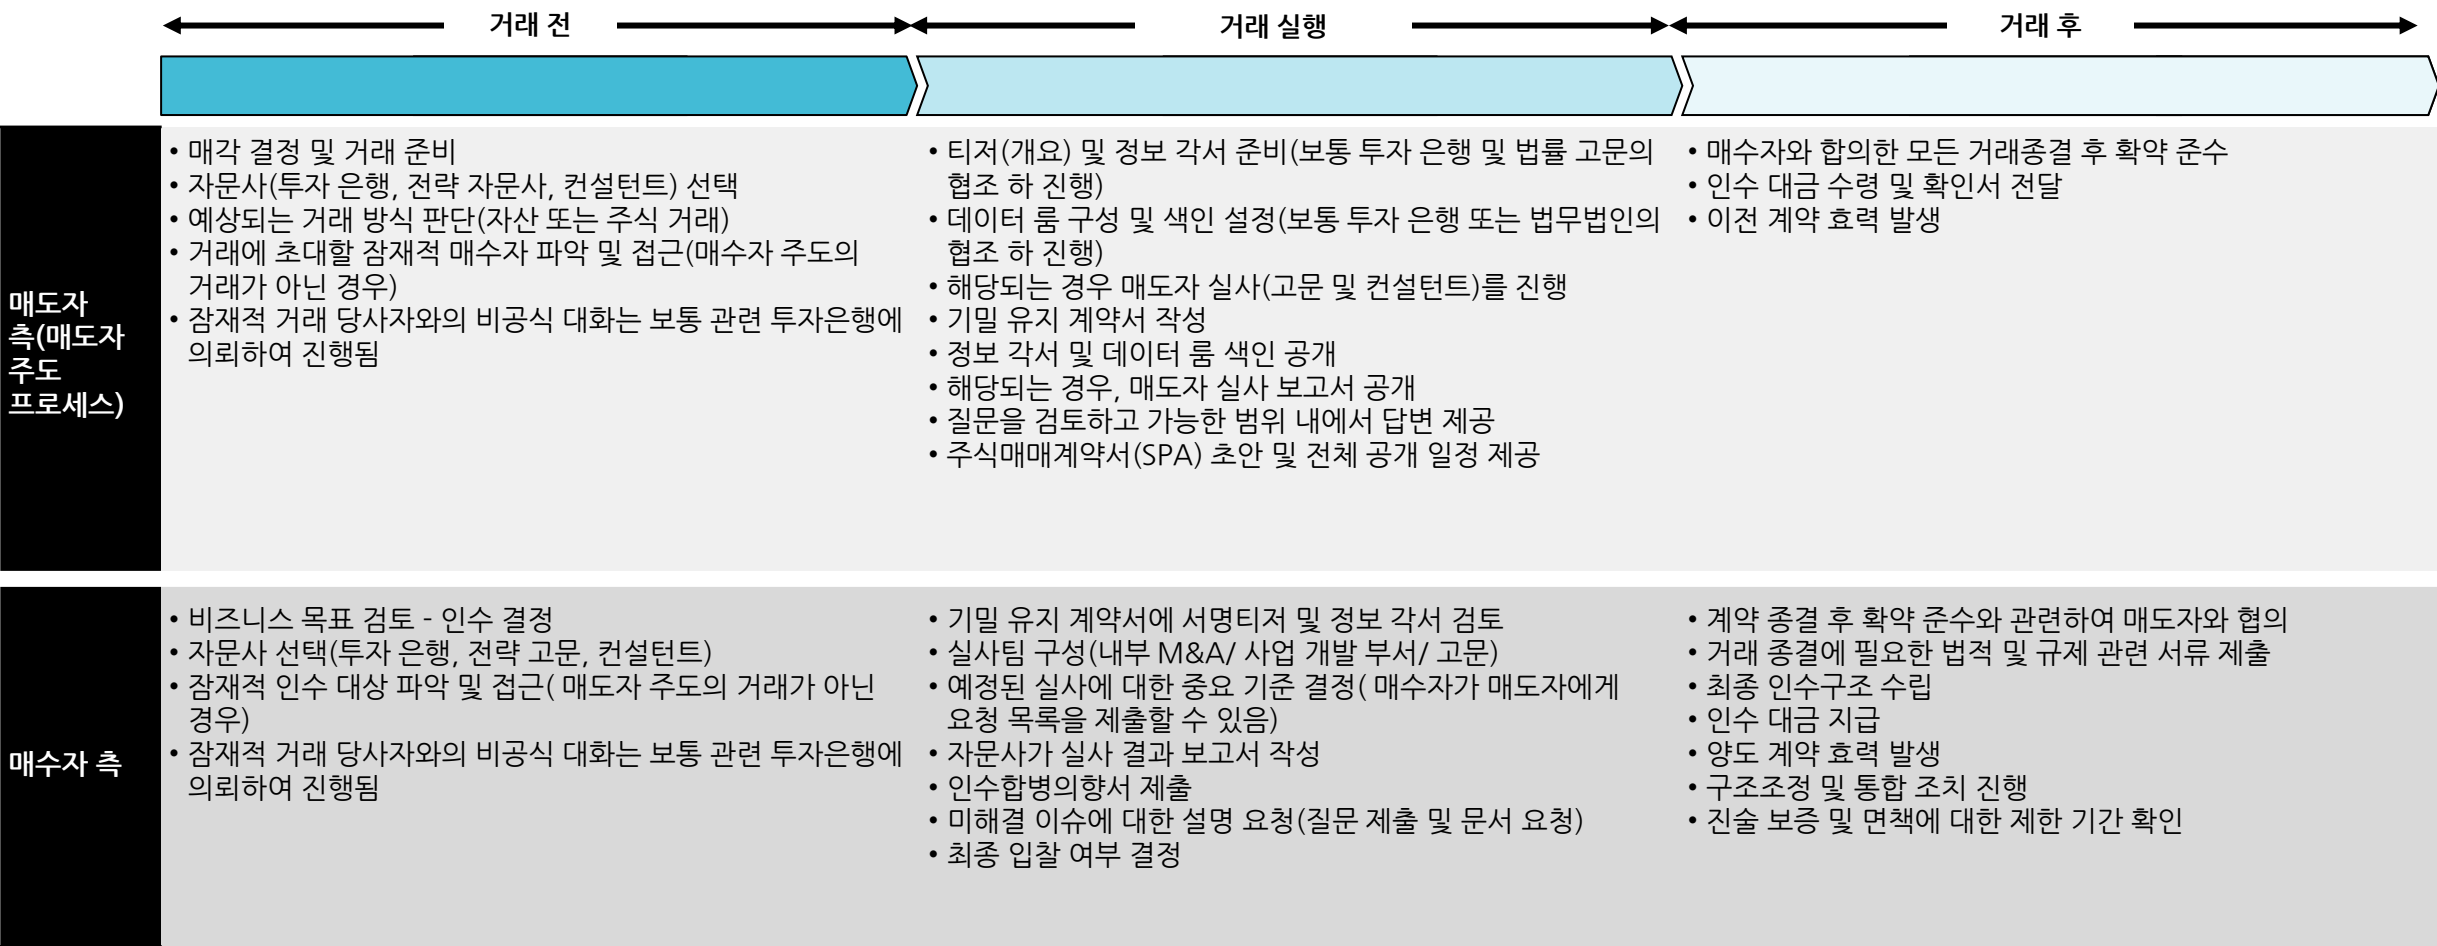 거래 전
거래 실행
거래 후
매도자
측(매도자
주도
프로세스)
• 매각 결정 및 거래 준비
• 자문사(투자 은행, 전략 자문사, 컨설턴트) 선택
• 예상되는 거래 방식 판단(자산 또는 주식 거래)
• 거래에 초대할 잠재적 매수자 파악 및 접근(매수자 주도의
거래가 아닌 경우)
• 잠재적 거래 당사자와의 비공식 대화는 보통 관련 투자은행에
의뢰하여 진행됨
• 티저(개요) 및 정보 각서 준비(보통 투자 은행 및 법률 고문의
협조 하 진행)
• 데이터 룸 구성 및 색인 설정(보통 투자 은행 또는 법무법인의
협조 하 진행)
• 해당되는 경우 매도자 실사(고문 및 컨설턴트)를 진행
• 기밀 유지 계약서 작성
• 정보 각서 및 데이터 룸 색인 공개
• 해당되는 경우, 매도자 실사 보고서 공개
• 질문을 검토하고 가능한 범위 내에서 답변 제공
• 주식매매계약서(SPA) 초안 및 전체 공개 일정 제공
• 매수자와 합의한 모든 거래종결 후 확약 준수
• 인수 대금 수령 및 확인서 전달
• 이전 계약 효력 발생
매수자 측
• 비즈니스 목표 검토 - 인수 결정
• 자문사 선택(투자 은행, 전략 고문, 컨설턴트)
• 잠재적 인수 대상 파악 및 접근( 매도자 주도의 거래가 아닌
경우)
• 잠재적 거래 당사자와의 비공식 대화는 보통 관련 투자은행에
의뢰하여 진행됨
• 기밀 유지 계약서에 서명티저 및 정보 각서 검토
• 실사팀 구성(내부 M&A/ 사업 개발 부서/ 고문)
• 예정된 실사에 대한 중요 기준 결정( 매수자가 매도자에게
요청 목록을 제출할 수 있음)
• 자문사가 실사 결과 보고서 작성
• 인수합병의향서 제출
• 미해결 이슈에 대한 설명 요청(질문 제출 및 문서 요청)
• 최종 입찰 여부 결정
• 계약 종결 후 확약 준수와 관련하여 매도자와 협의
• 거래 종결에 필요한 법적 및 규제 관련 서류 제출
• 최종 인수구조 수립
• 인수 대금 지급
• 양도 계약 효력 발생
• 구조조정 및 통합 조치 진행
• 진술 보증 및 면책에 대한 제한 기간 확인